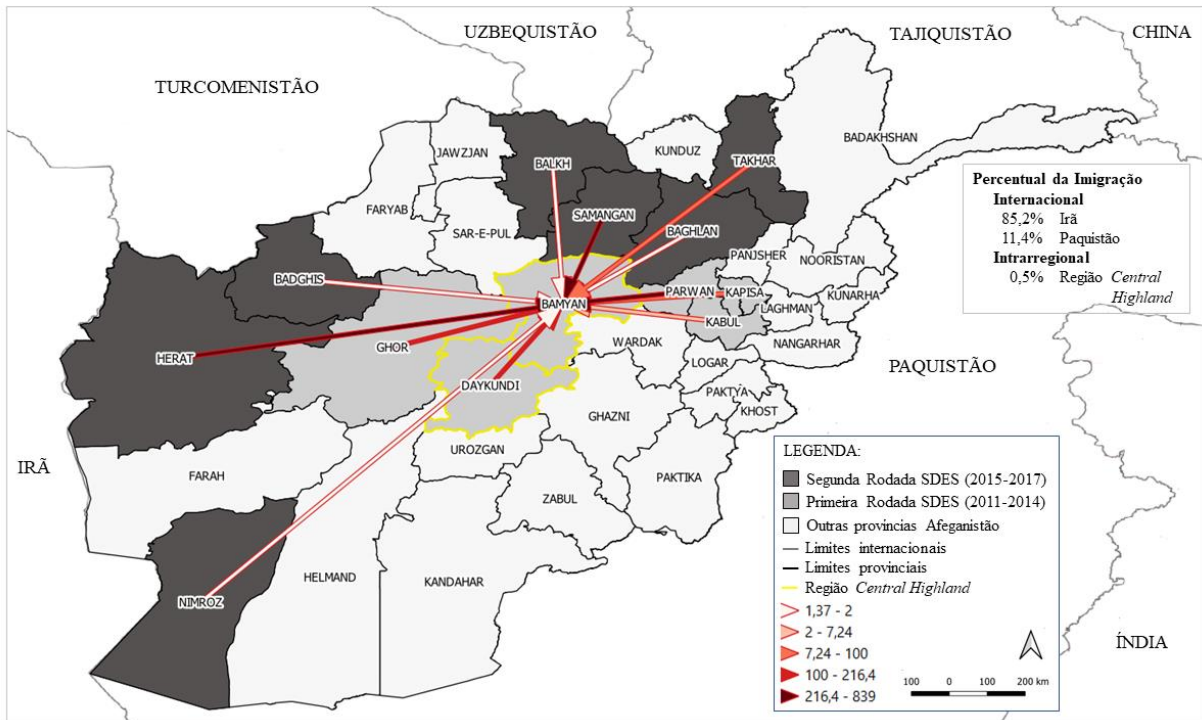 UZBEQUISTÃO
TAJIQUISTÃO
CHINA
TURCOMENISTÃO
BADAKHSHAN
JAWZJAN
BALKH
KUNDUZ
TAKHAR
FARYAB
SAMANGAN
SAR-E-PUL
BAGHLAN
PANJSHER
NOORISTAN
BADGHIS
PARWAN
KAPISA
KUNARHA
BAMYAN
LAGHMAN
KABUL
HERAT
GHOR
WARDAK
NANGARHAR
LOGAR
DAYKUNDI
PAKTYA
KHOST
GHAZNI
PAQUISTÃO
IRÃ
FARAH
UROZGAN
ZABUL
PAKTIKA
HELMAND
KANDAHAR
NIMROZ
ÍNDIA
Percentual da Imigração
Internacional
85,2% Irã
11,4% Paquistão
Intrarregional
0,5% Região Central
Highland
LEGENDA:
Segunda Rodada SDES (2015-2017)
Primeira Rodada SDES (2011-2014)
Outras provincias Afeganistão
Limites internacionais
Limites provinciais
Região Central Highland
1,37 - 2
2 - 7,24
7,24 - 100
100 - 216,4
216,4 - 839
100 0 100 200 km